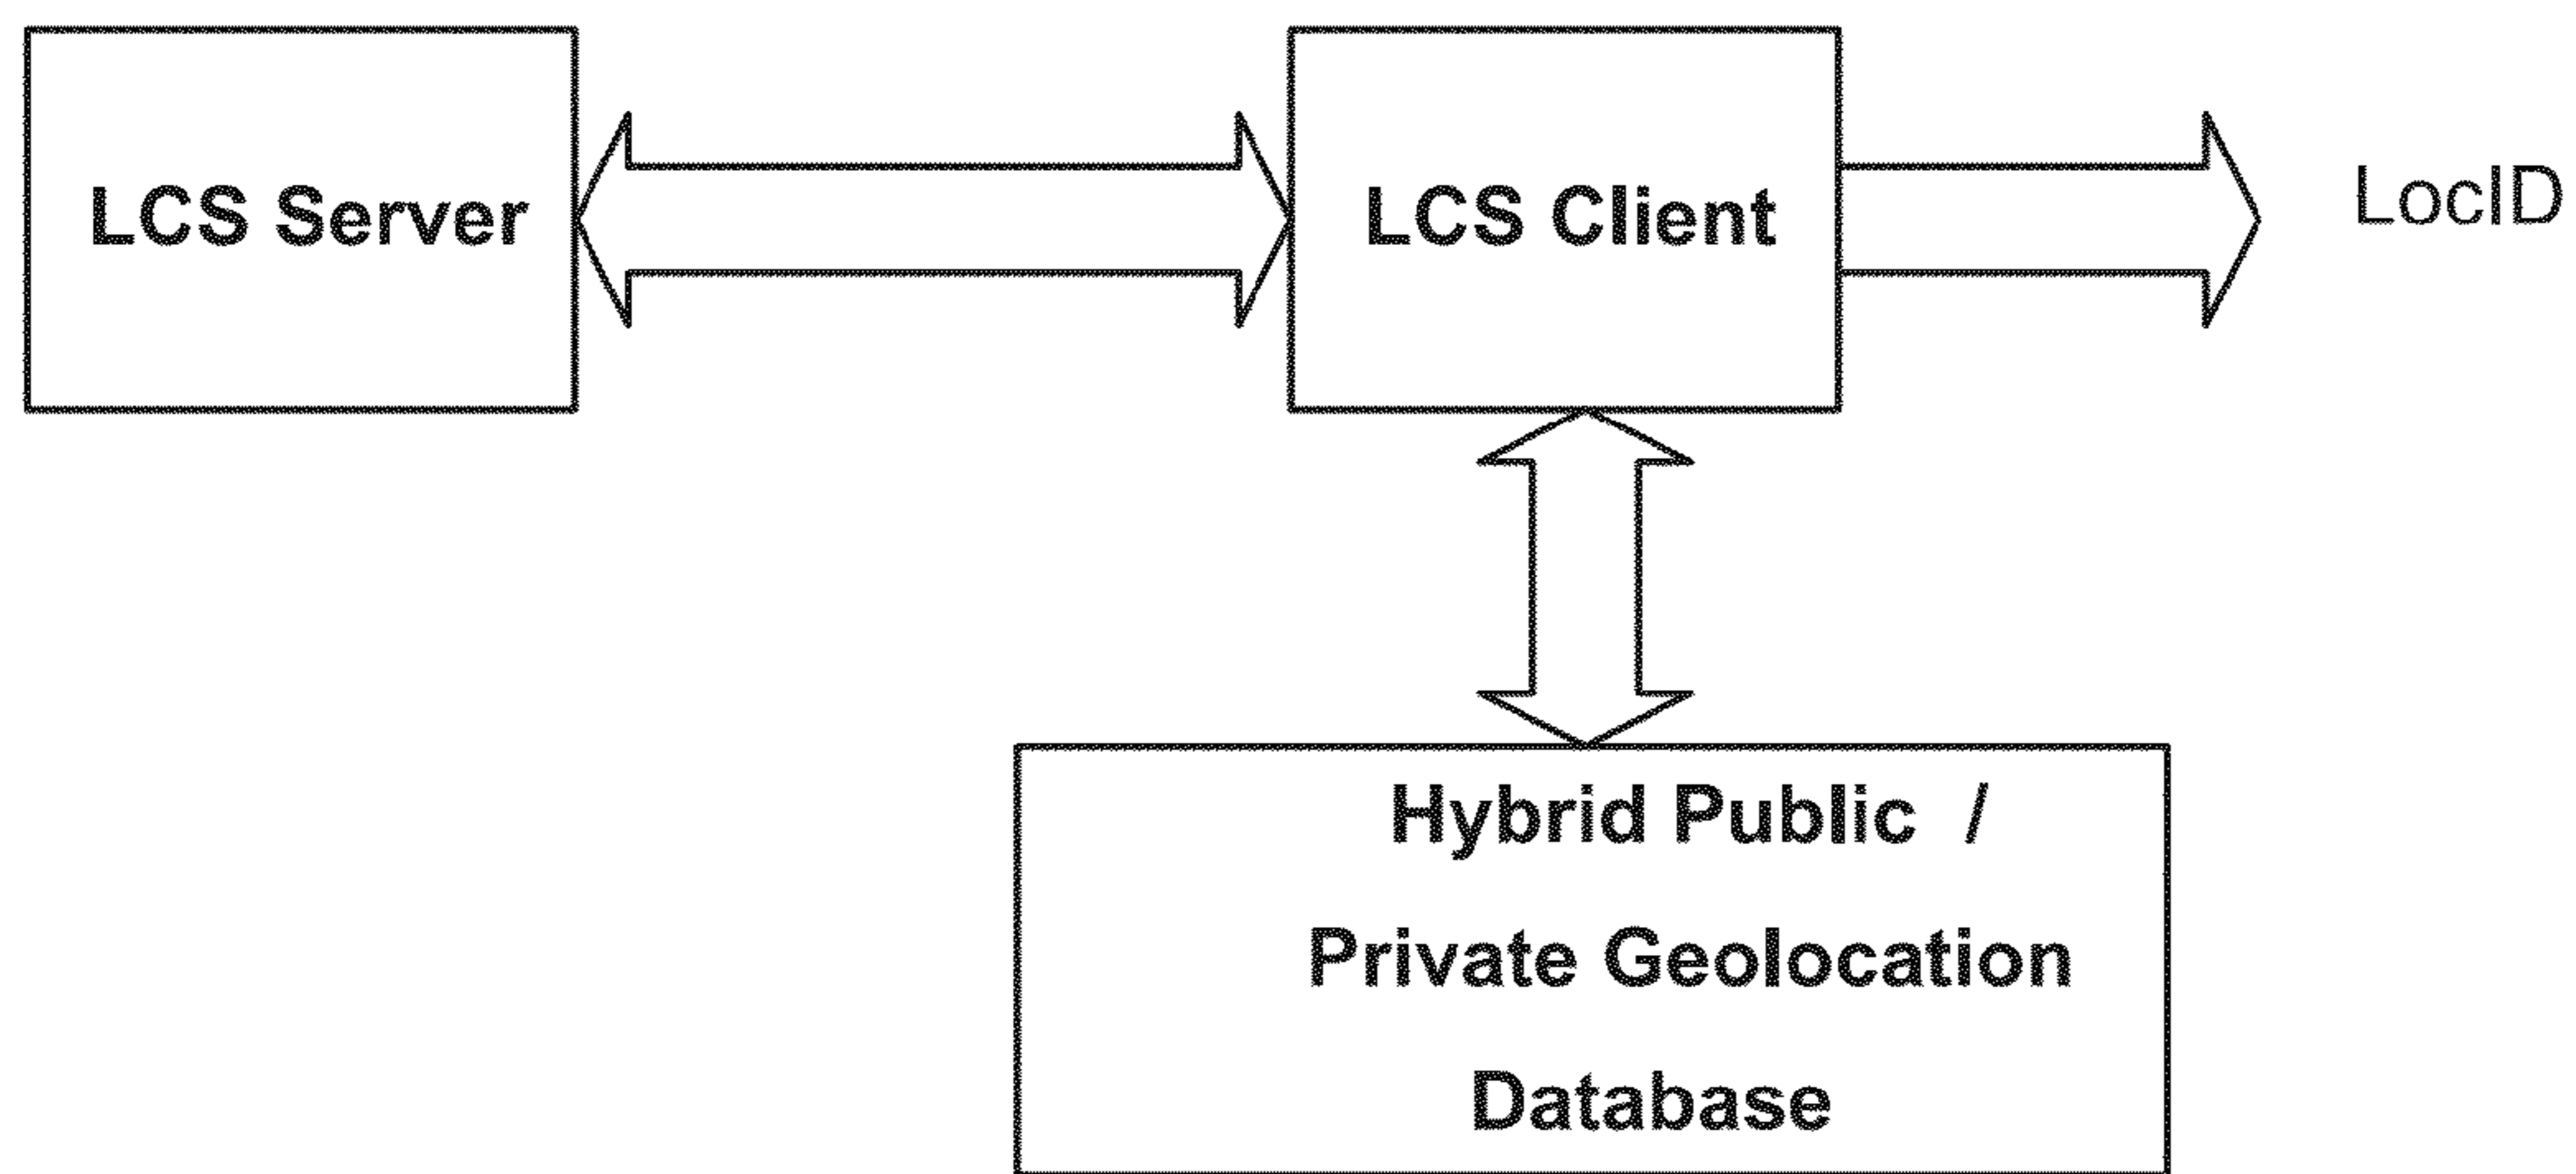 LCS Server
LCS Client
LocID
Hybrid Public /
Private Geolocation
Database